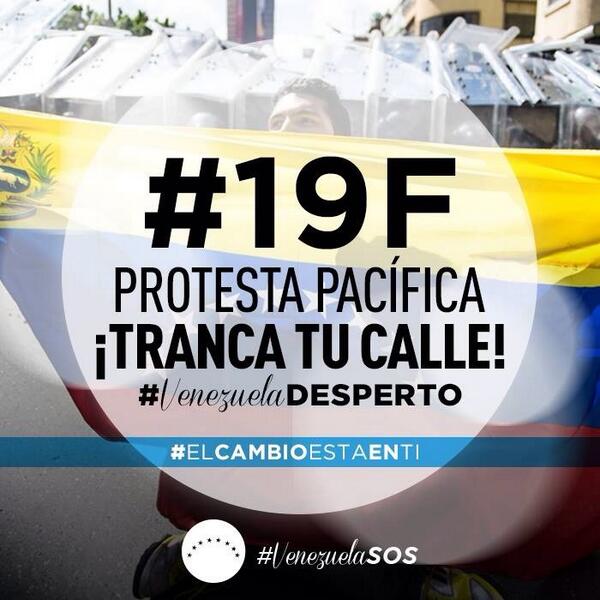 #19F
PROTESTA PACÍFICA
¡TRANCA TU CALLE!
#VenezuelaDESPERTO
#ELCAMBIOESTAENTI
#VenezuelaSOS